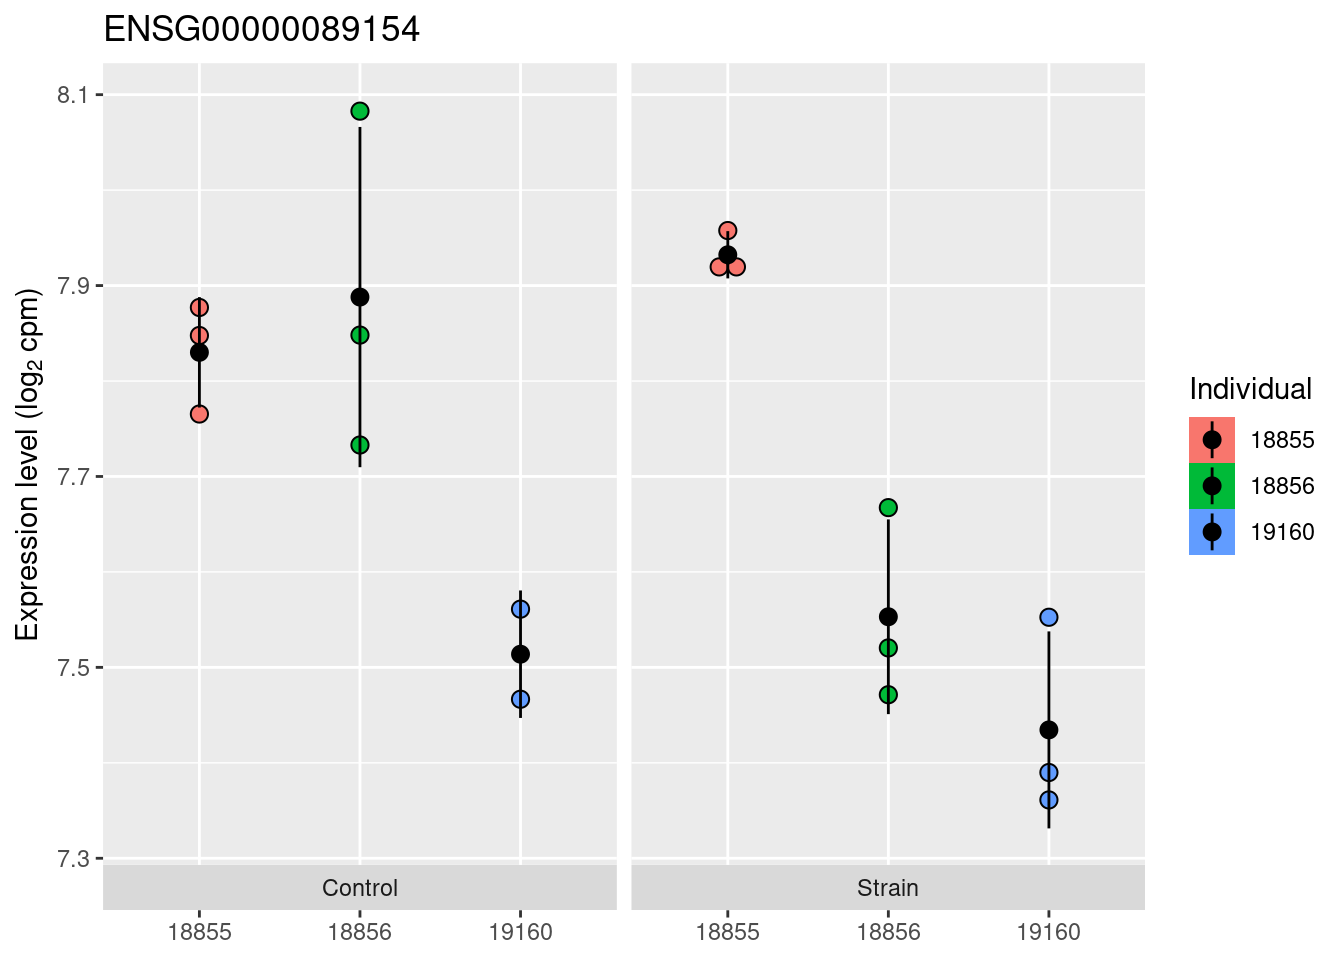 ENSG00000089154
Expression level (log2 cpm)
8.1
7.9
7.7
7.5
7.3
Control
Strain
18855
18856
19160
18855
18856
19160
Individual
18855
18856
19160